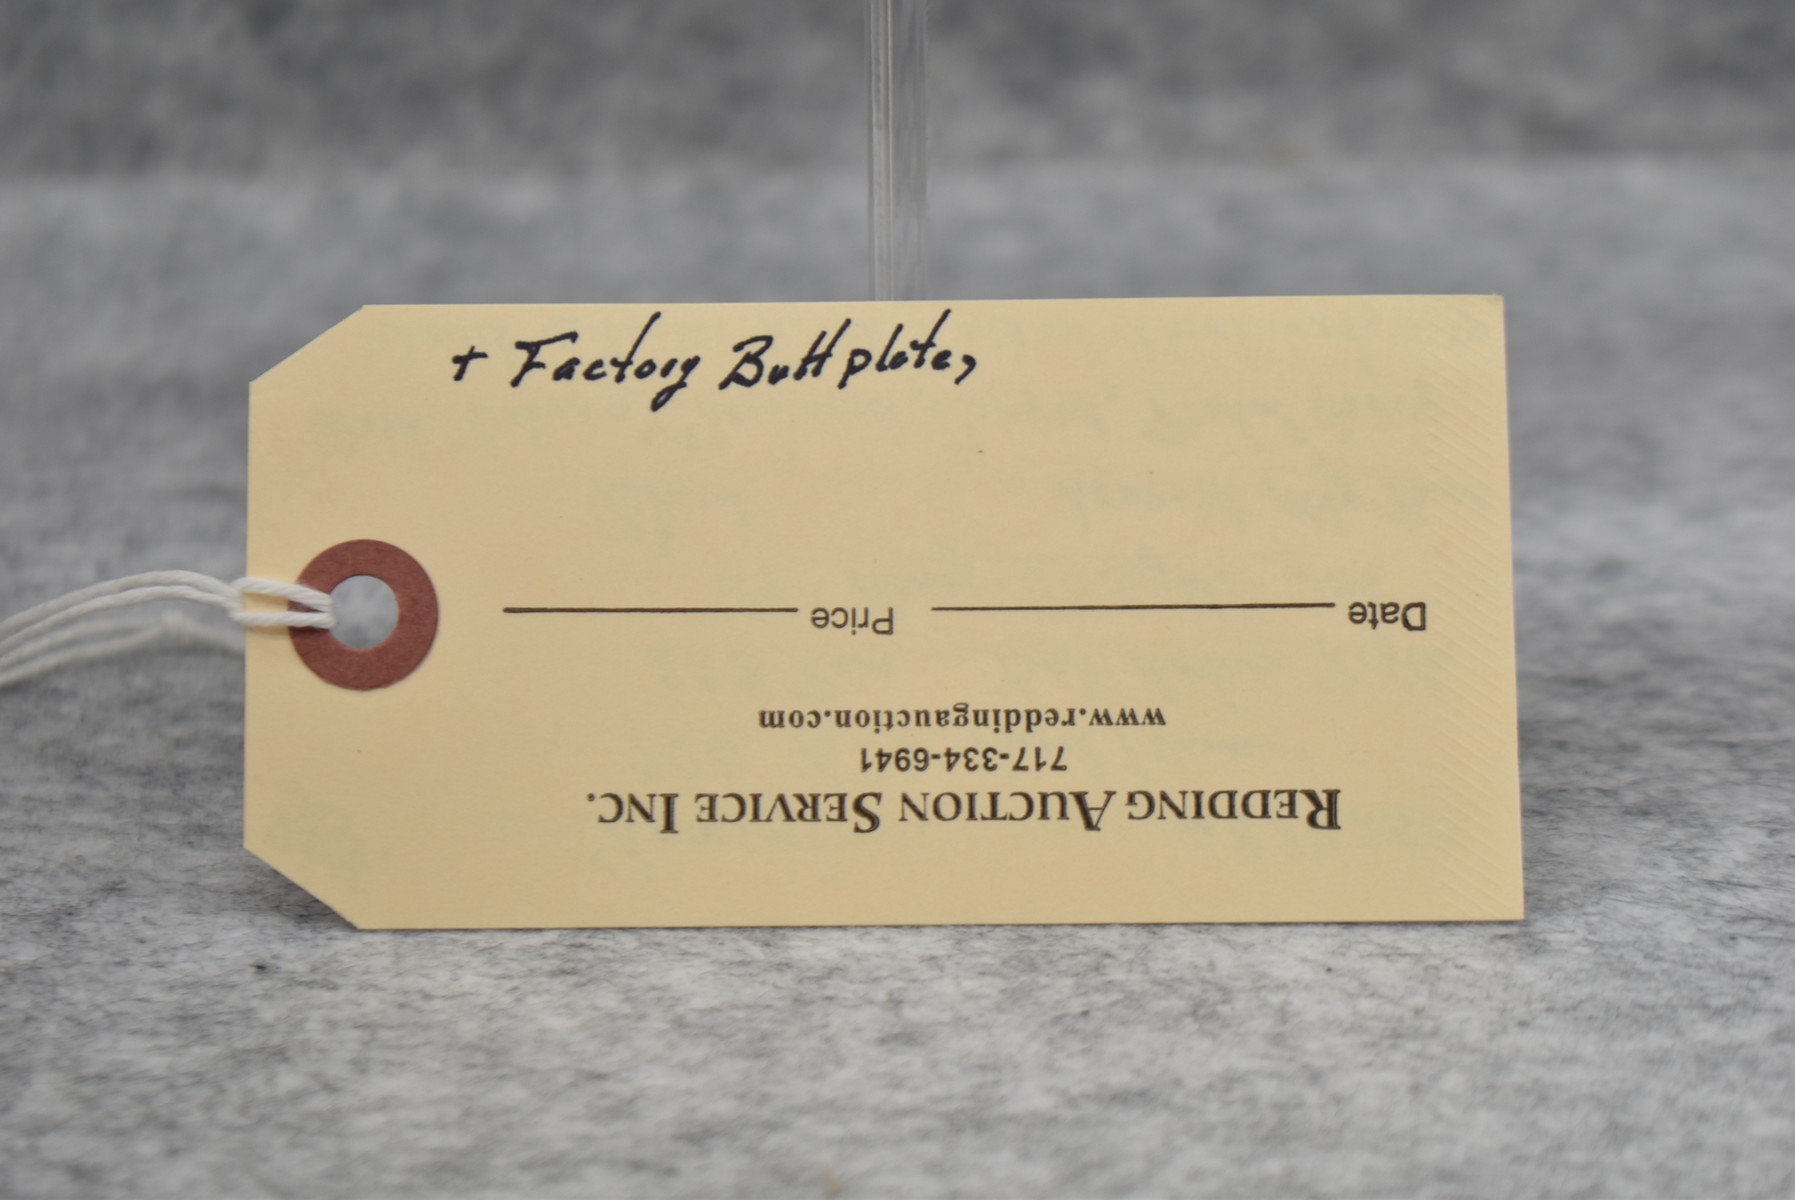 + Factory Buttplate,
REDDING AUCTION SERVICE INC.
717-334-6941
www.reddingauction.com
Date Price